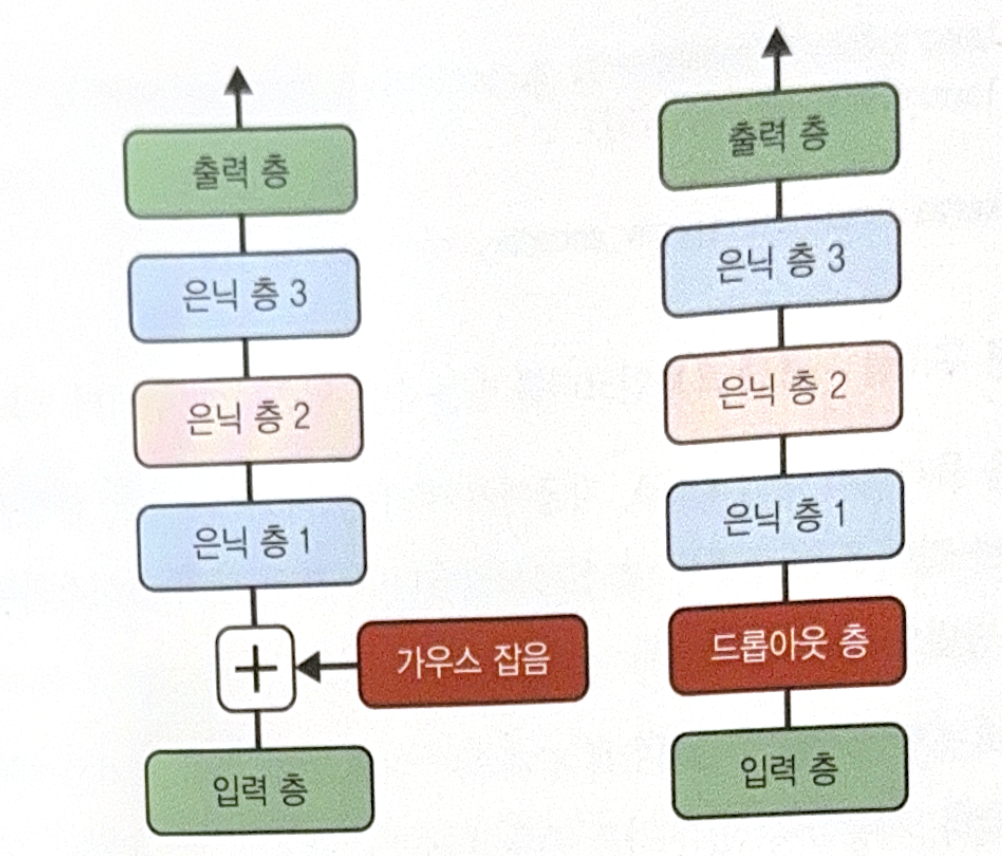 출력 층
은닉 층 3
은닉 층 2
은닉 층 1
+
가우스 잡음
입력 층
출력 층
은닉 층 3
은닉 층 2
은닉 층 1
드롭아웃 층
입력 층